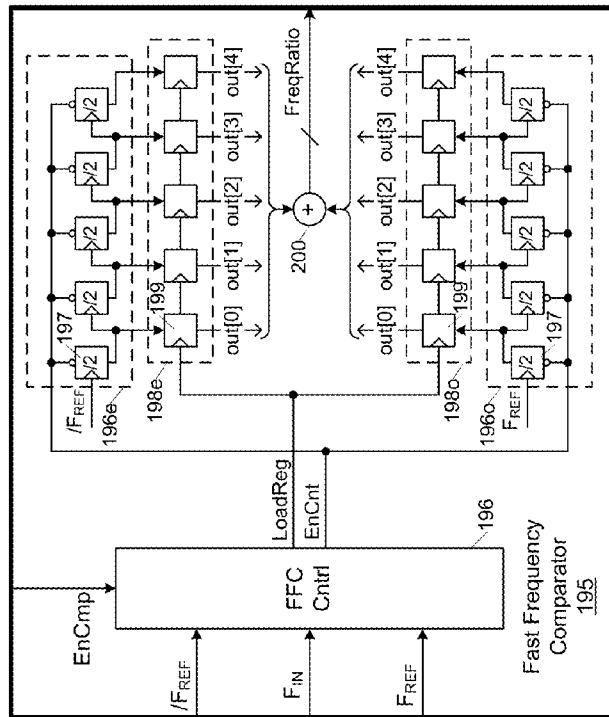 EnCmp
/F_REF
F_IN
F_REF
FFC
Cntrl
196
LoadReg
EnCnt
Fast Frequency
Comparator
195
/F_REF
196e
197
/2
/2
/2
/2
/2
198e
199
out[0]
out[1]
out[2]
out[3]
out[4]
+
200
FreqRatio
out[0]
out[1]
out[2]
out[3]
out[4]
198o
199
196o
F_REF
197
/2
/2
/2
/2
/2